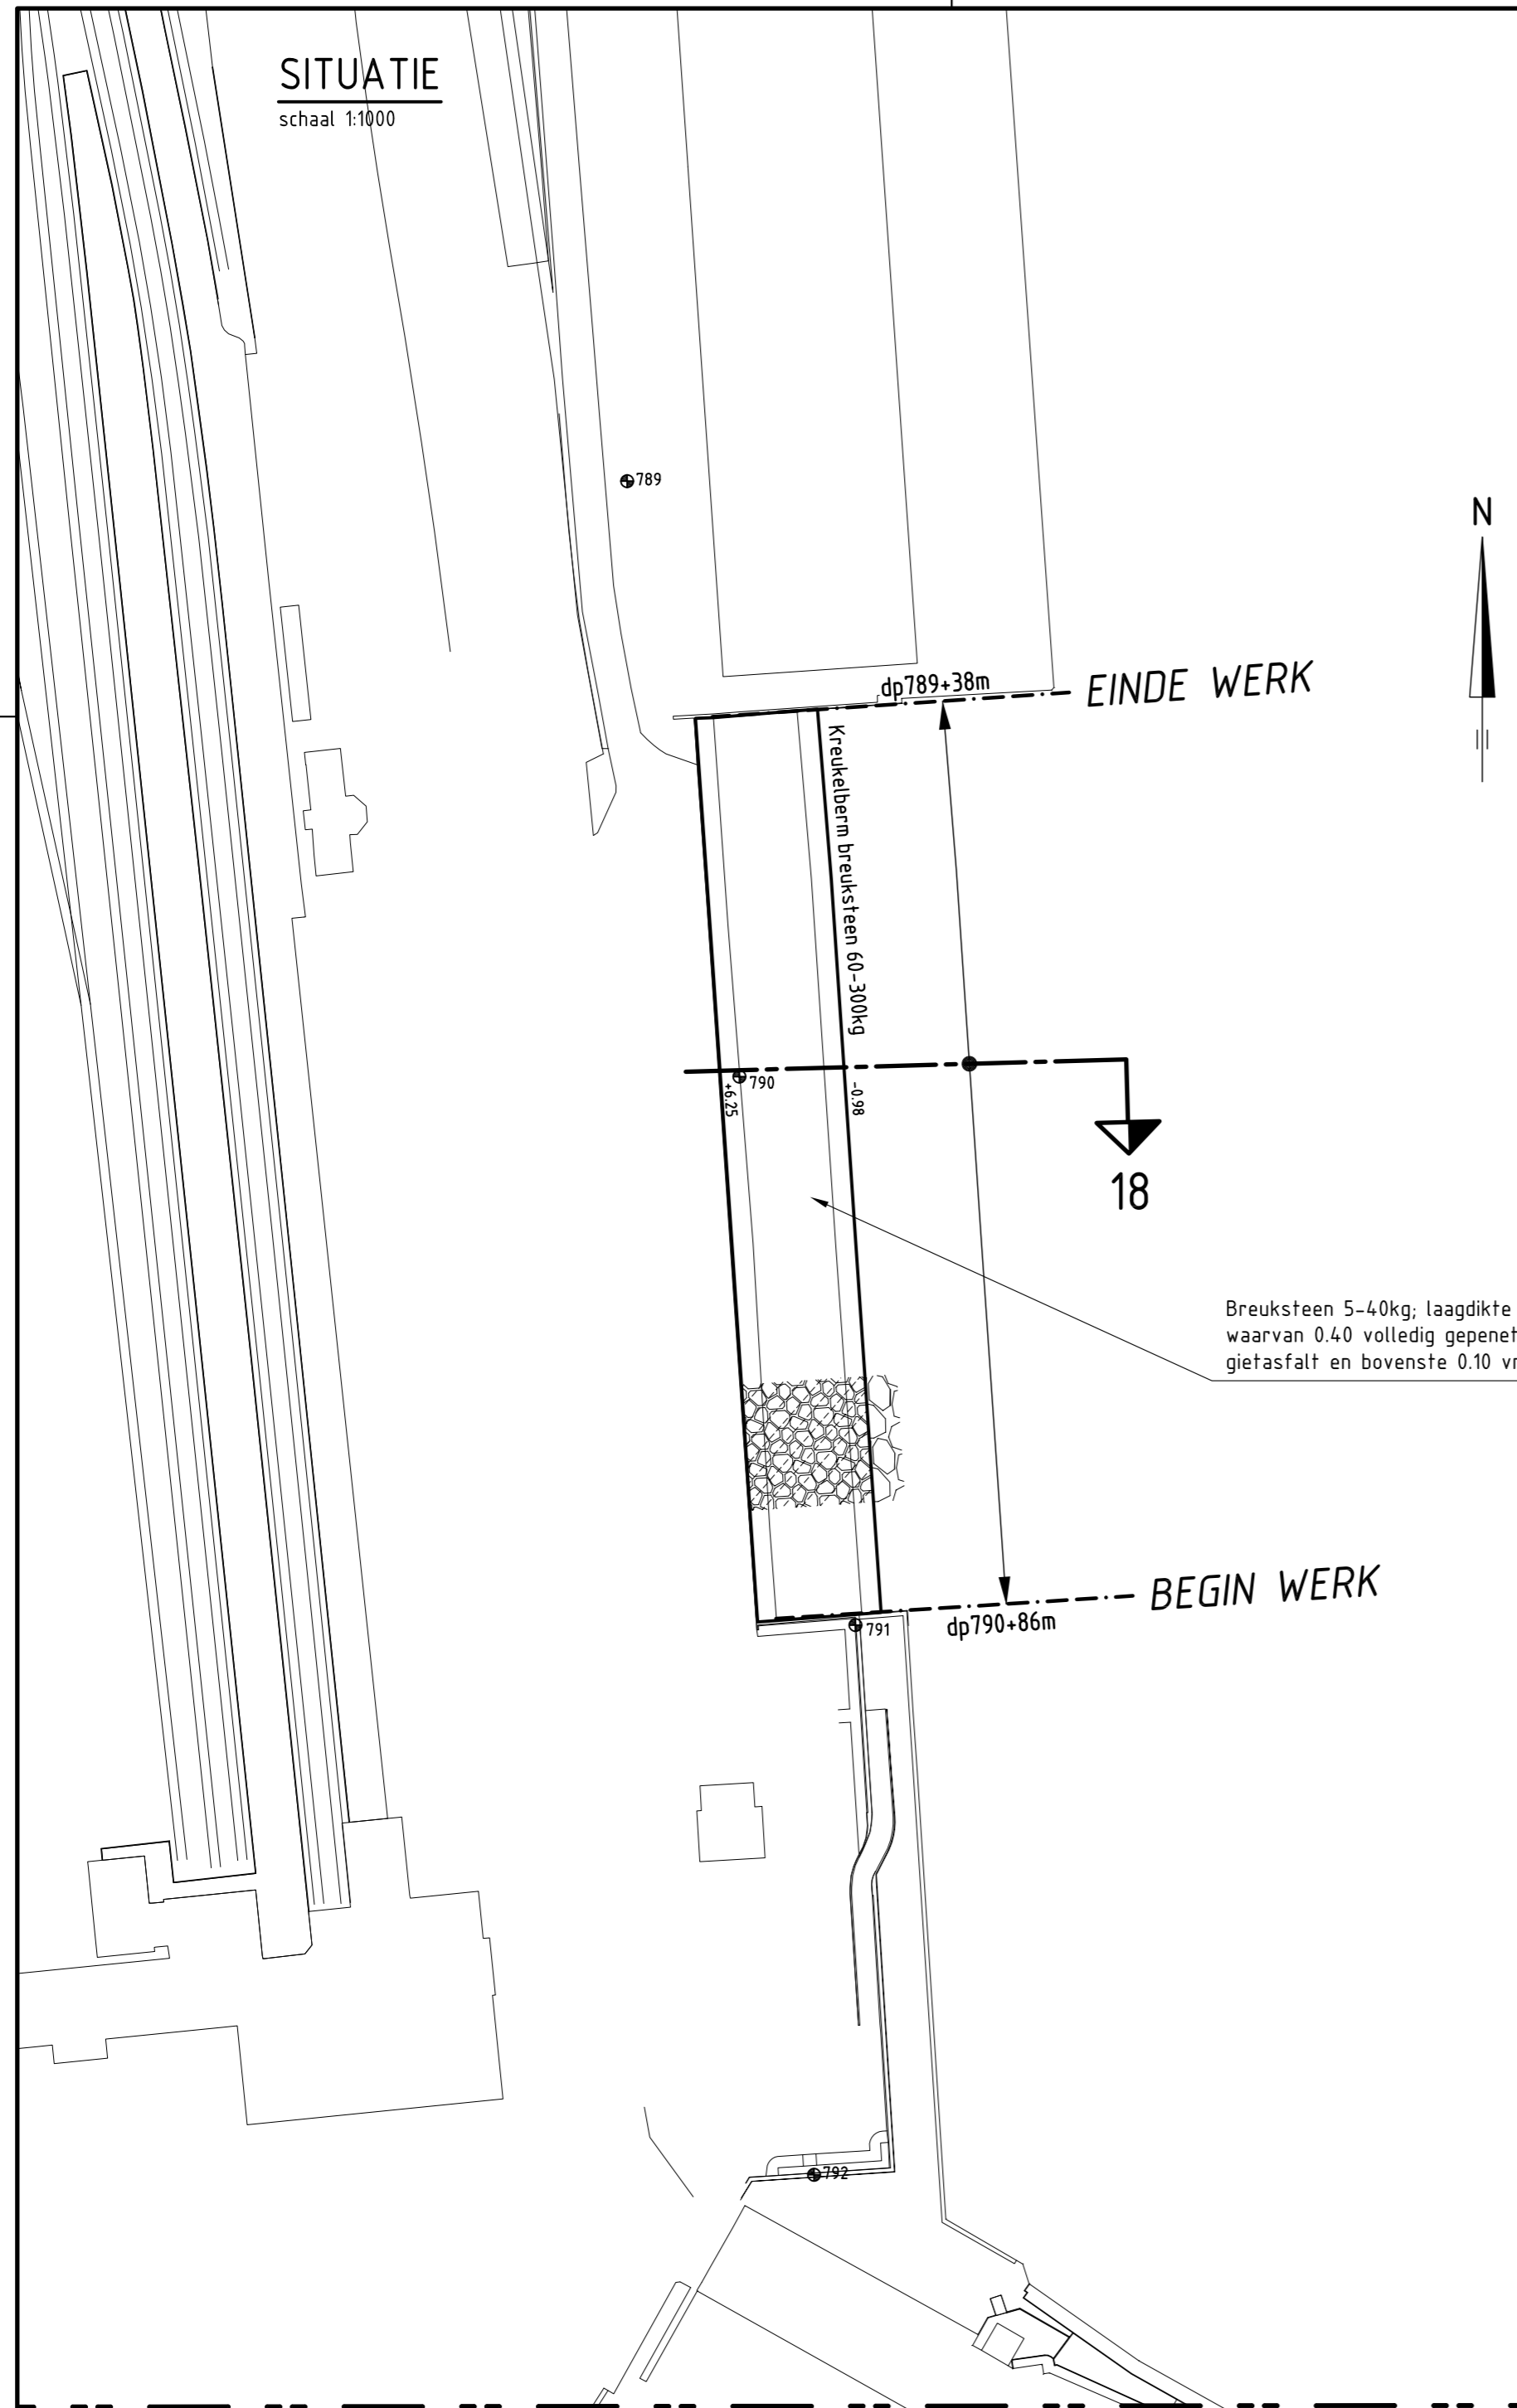 SITUATIE
schaal 1:1000
789
N
dp789+38m
EINDE WERK
Kreukelberm breuksteen 60-300kg
790
+6.25
-0.98
18
Breuksteen 5-40kg; laagdikte
waarvan 0.40 volledig gepenet
gietasfalt en bovenste 0.10 vr
BEGIN WERK
791
dp790+86m
792